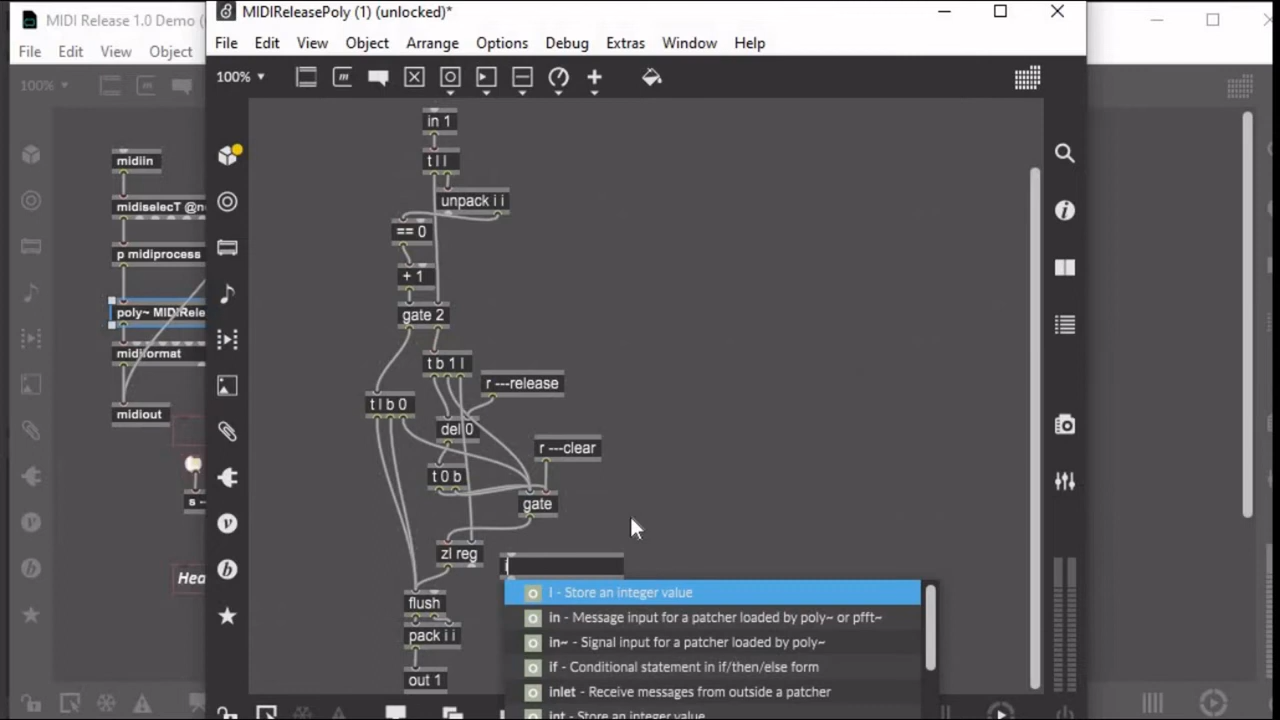 MIDI Release 1.0 Demo (
MIDIReleasePoly (1) (unlocked)*
File Edit View Object
File Edit View Object Arrange Options Debug Extras Window Help
100%
100%
in 1
t l l
unpack i i
== 0
+ 1
gate 2
t b 1 l
r ---release
t l b 0
del 0
r ---clear
t 0 b
gate
zl reg
i
flush
pack i i
out 1
midiin
midiselecT @n
p midiprocess
poly~ MIDIRele
midiformat
midiout
s --
Hea
I - Store an integer value
in - Message input for a patcher loaded by poly~ or pfft~
in~ - Signal input for a patcher loaded by poly~
if - Conditional statement in if/then/else form
inlet - Receive messages from outside a patcher
int - Store an integer value